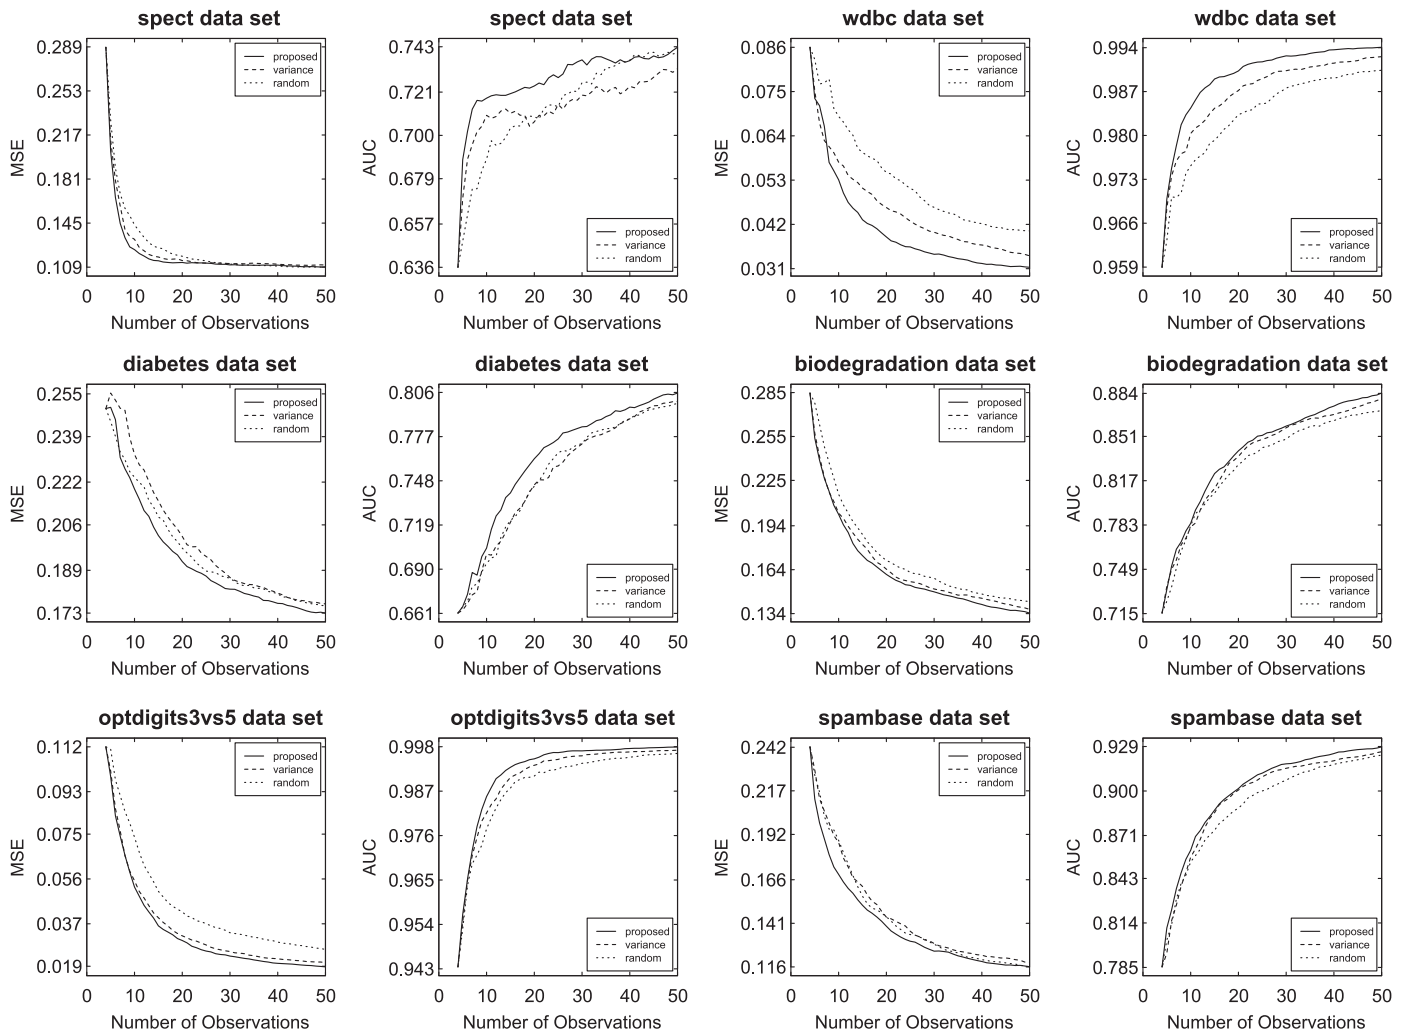 spect data set
MSE
0.289
0.253
0.217
0.181
0.145
0.109
proposed
variance
random
0 10 20 30 40 50
Number of Observations
spect data set
AUC
0.743
0.721
0.700
0.679
0.657
0.636
proposed
variance
random
0 10 20 30 40 50
Number of Observations
wdbc data set
MSE
0.086
0.075
0.064
0.053
0.042
0.031
proposed
variance
random
0 10 20 30 40 50
Number of Observations
wdbc data set
AUC
0.994
0.987
0.980
0.973
0.966
0.959
proposed
variance
random
0 10 20 30 40 50
Number of Observations
diabetes data set
MSE
0.255
0.239
0.222
0.206
0.189
0.173
proposed
variance
random
0 10 20 30 40 50
Number of Observations
diabetes data set
AUC
0.806
0.777
0.748
0.719
0.690
0.661
proposed
variance
random
0 10 20 30 40 50
Number of Observations
biodegradation data set
MSE
0.285
0.255
0.225
0.194
0.164
0.134
proposed
variance
random
0 10 20 30 40 50
Number of Observations
biodegradation data set
AUC
0.884
0.851
0.817
0.783
0.749
0.715
proposed
variance
random
0 10 20 30 40 50
Number of Observations
optdigits3vs5 data set
MSE
0.112
0.093
0.075
0.056
0.037
0.019
proposed
variance
random
0 10 20 30 40 50
Number of Observations
optdigits3vs5 data set
AUC
0.998
0.987
0.976
0.965
0.954
0.943
proposed
variance
random
0 10 20 30 40 50
Number of Observations
spambase data set
MSE
0.242
0.217
0.192
0.166
0.141
0.116
proposed
variance
random
0 10 20 30 40 50
Number of Observations
spambase data set
AUC
0.929
0.900
0.871
0.843
0.814
0.785
proposed
variance
random
0 10 20 30 40 50
Number of Observations